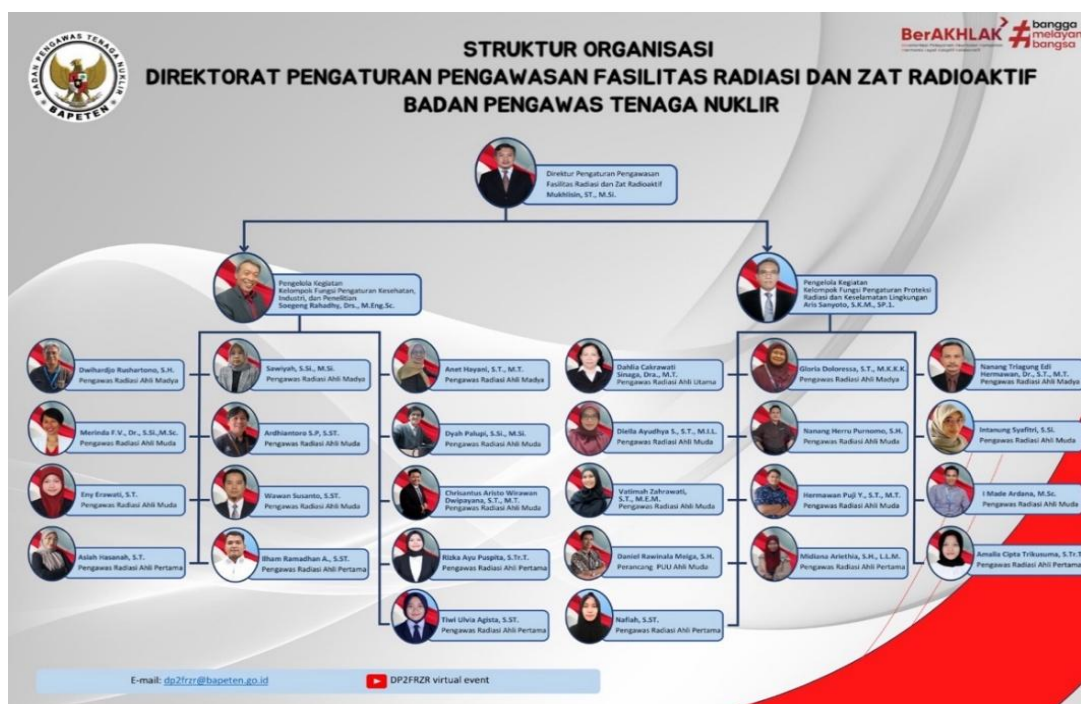 BADAN PENGAWAS TENAGA NUKLIR
BAPETEN
BerAKHLAK
# bangga
melayani
bangsa
STRUKTUR ORGANISASI
DIREKTORAT PENGATURAN PENGAWASAN FASILITAS RADIASI DAN ZAT RADIOAKTIF
BADAN PENGAWAS TENAGA NUKLIR
Direktur Pengaturan Pengawasan
Fasilitas Radiasi dan Zat Radioaktif
Mukhlisin, ST., M.Si.
Pengelola Kegiatan
Kelompok Fungsi Pengaturan Kesehatan,
Industri, dan Penelitian
Soegeng Rahadhy, Drs., M.Eng.Sc.
Pengelola Kegiatan
Kelompok Fungsi Pengaturan Proteksi
Radiasi dan Keselamatan Lingkungan
Aris Sanyoto, S.K.M., SP.1.
Dwihardjo Rushartono, S.H.
Pengawas Radiasi Ahli Madya
Sawiyah, S.Si., M.Si.
Pengawas Radiasi Ahli Madya
Anet Hayani, S.T., M.T.
Pengawas Radiasi Ahli Madya
Dahlia Cakrawati
Sinaga, Dra., M.T.
Pengawas Radiasi Ahli Utama
Gloria Doloressa, S.T., M.K.K.K.
Pengawas Radiasi Ahli Madya
Nanang Triagung Edi
Hermawan, Dr., S.T., M.T.
Pengawas Radiasi Ahli Madya
Merinda F.V., Dr., S.Si.,M.Sc.
Pengawas Radiasi Ahli Muda
Ardhiantoro S.P, S.ST.
Pengawas Radiasi Ahli Muda
Dyah Palupi, S.Si., M.Si.
Pengawas Radiasi Ahli Muda
Diella Ayudhya S., S.T., M.I.L.
Pengawas Radiasi Ahli Muda
Nanang Herru Purnomo, S.H.
Pengawas Radiasi Ahli Muda
Intanung Syafitri, S.Si.
Pengawas Radiasi Ahli Muda
Eny Erawati, S.T.
Pengawas Radiasi Ahli Muda
Wawan Susanto, S.ST.
Pengawas Radiasi Ahli Muda
Chrisantus Aristo Wirawan
Dwipayana, S.T., M.T.
Pengawas Radiasi Ahli Muda
Vatimah Zahrawati,
S.T., M.E.M.
Pengawas Radiasi Ahli Muda
Hermawan Puji Y., S.T., M.T.
Pengawas Radiasi Ahli Muda
I Made Ardana, M.Sc.
Pengawas Radiasi Ahli Muda
Asiah Hasanah, S.T.
Pengawas Radiasi Ahli Pertama
Ilham Ramadhan A., S.ST.
Pengawas Radiasi Ahli Pertama
Rizka Ayu Puspita, S.Tr.T.
Pengawas Radiasi Ahli Pertama
Daniel Rawinala Meiga, S.H.
Perancang PUU Ahli Muda
Midiana Ariethia, S.H., L.L.M.
Pengawas Radiasi Ahli Pertama
Amalia Cipta Trikusuma, S.Tr.T
Pengawas Radiasi Ahli Pertama
Tiwi Ulvia Agista, S.ST.
Pengawas Radiasi Ahli Pertama
Nafiah, S.ST.
Pengawas Radiasi Ahli Pertama
E-mail: dp2frzr@bapeten.go.id
DP2FRZR virtual event